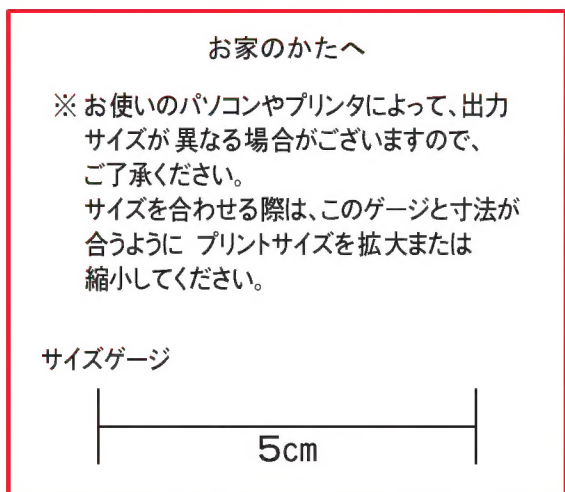 お家のかたへ
※ お使いのパソコンやプリンタによって、出力
サイズが 異なる場合がございますので、
ご了承ください。
サイズを合わせる際は、このゲージと寸法が
合うように プリントサイズを拡大または
縮小してください。
サイズゲージ
5cm